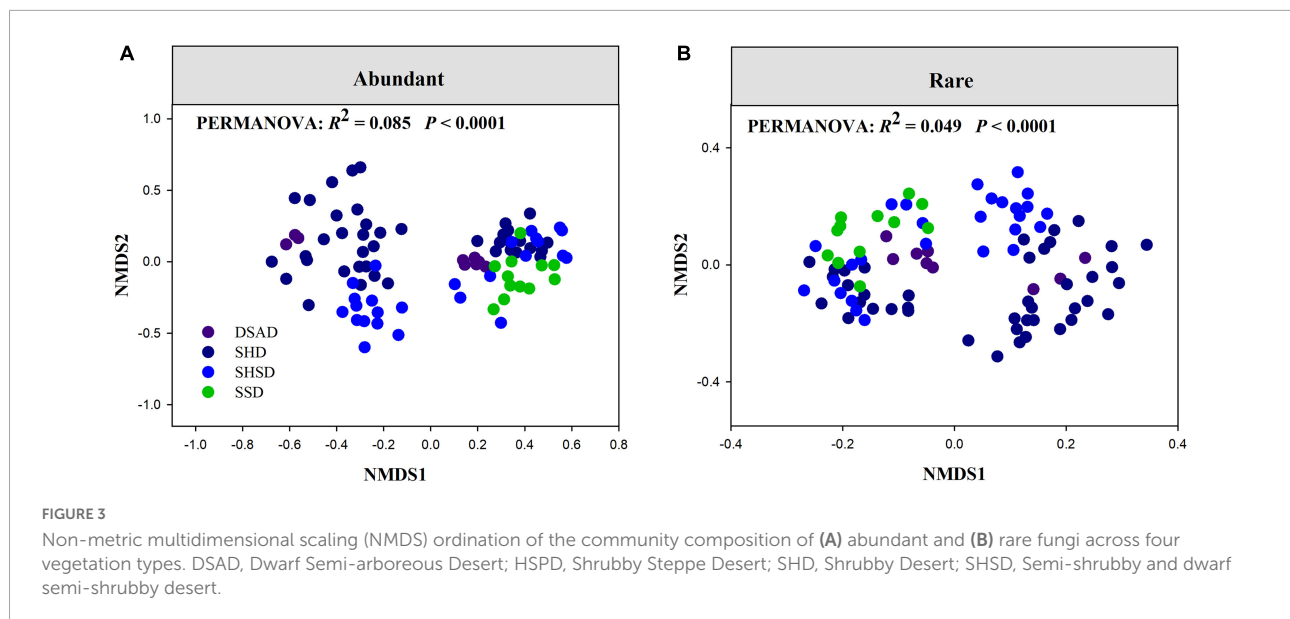 A
Abundant
PERMANOVA: R² = 0.085 P < 0.0001
1.0
0.5
0.0
-0.5
-1.0
NMDS2
DSAD
SHD
SHSD
SSD
-1.0 -0.8 -0.6 -0.4 -0.2 0.0 0.2 0.4 0.6 0.8
NMDS1
B
Rare
PERMANOVA: R² = 0.049 P < 0.0001
0.4
0.0
-0.4
NMDS2
-0.4 -0.2 0.0 0.2 0.4
NMDS1
FIGURE 3
Non-metric multidimensional scaling (NMDS) ordination of the community composition of (A) abundant and (B) rare fungi across four
vegetation types. DSAD, Dwarf Semi-arboreous Desert; HSPD, Shrubby Steppe Desert; SHD, Shrubby Desert; SHSD, Semi-shrubby and dwarf
semi-shrubby desert.